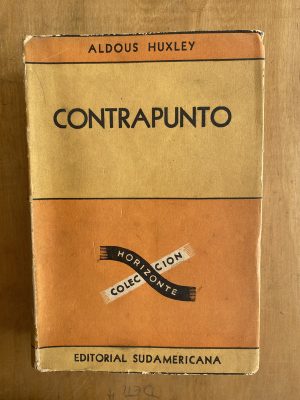 ALDOUS HUXLEY
CONTRAPUNTO
COLECCION
HORIZONTE
EDITORIAL SUDAMERICANA